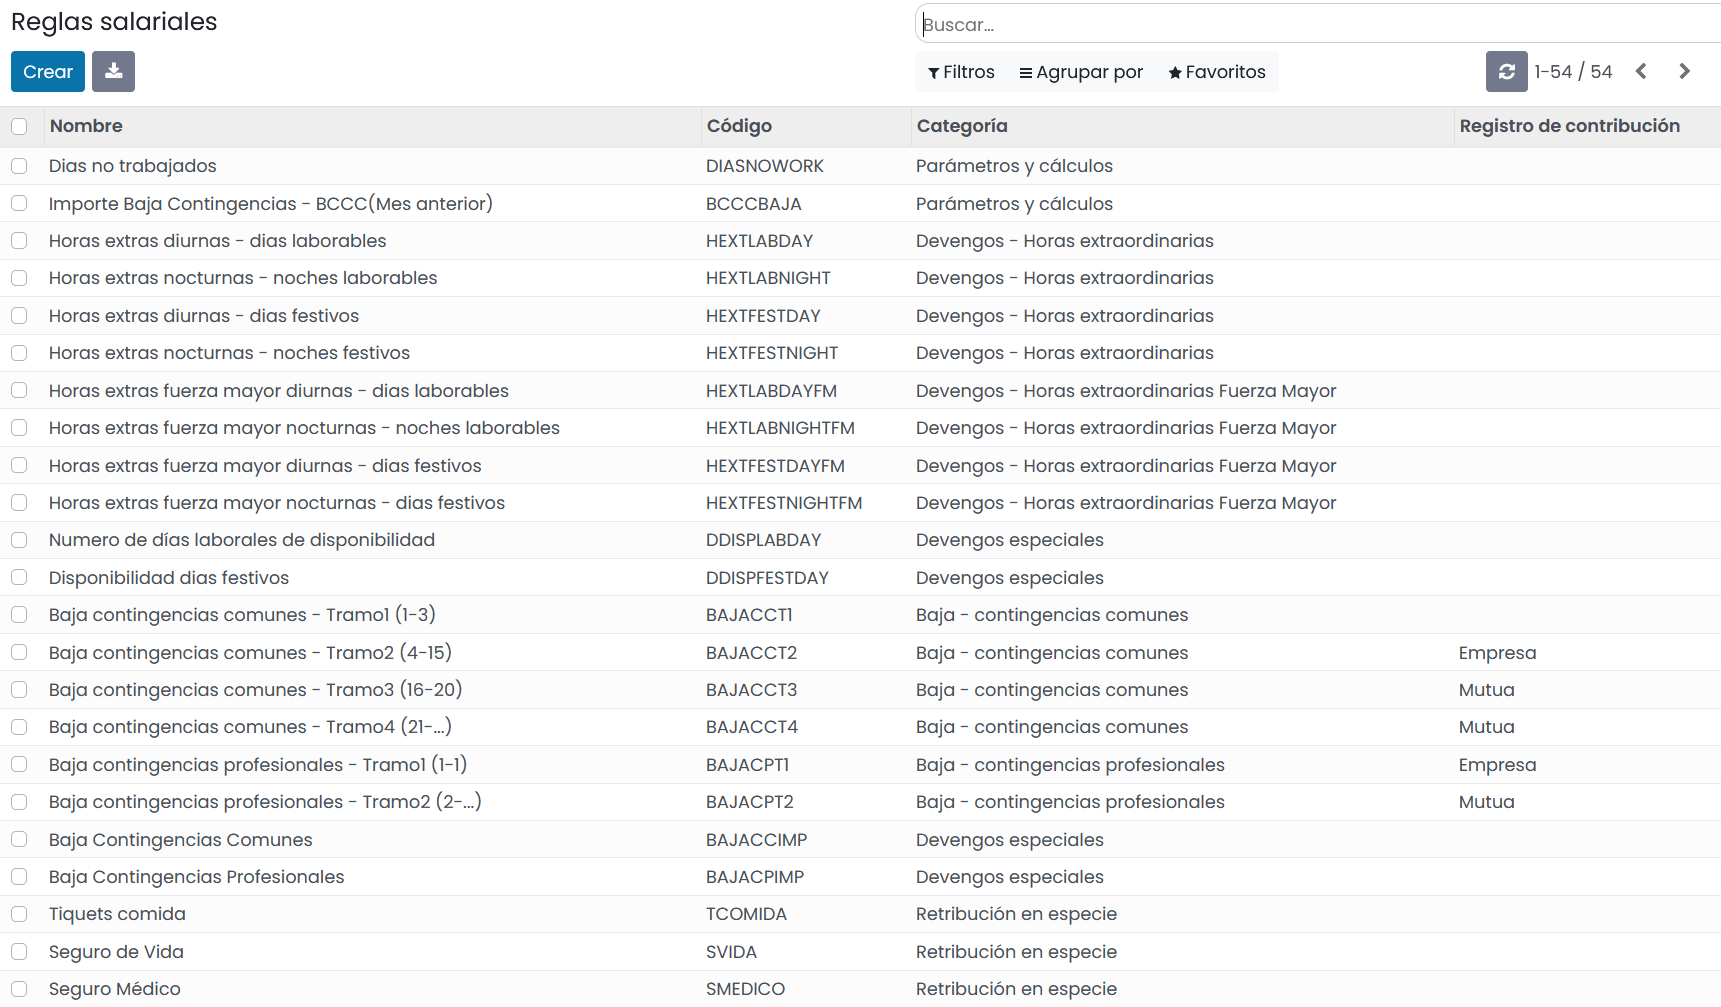 Reglas salariales
Buscar...
Crear
Filtros Agrupar por Favoritos 1-54 / 54
Nombre Código Categoría Registro de contribución
Dias no trabajados DIASNOWORK Parámetros y cálculos
Importe Baja Contingencias - BCCC(Mes anterior) BCCCBAJA Parámetros y cálculos
Horas extras diurnas - dias laborables HEXTLABDAY Devengos - Horas extraordinarias
Horas extras nocturnas - noches laborables HEXTLABNIGHT Devengos - Horas extraordinarias
Horas extras diurnas - dias festivos HEXTFESTDAY Devengos - Horas extraordinarias
Horas extras nocturnas - noches festivos HEXTFESTNIGHT Devengos - Horas extraordinarias
Horas extras fuerza mayor diurnas - dias laborables HEXTLABDAYFM Devengos - Horas extraordinarias Fuerza Mayor
Horas extras fuerza mayor nocturnas - noches laborables HEXTLABNIGHTFM Devengos - Horas extraordinarias Fuerza Mayor
Horas extras fuerza mayor diurnas - dias festivos HEXTFESTDAYFM Devengos - Horas extraordinarias Fuerza Mayor
Horas extras fuerza mayor nocturnas - dias festivos HEXTFESTNIGHTFM Devengos - Horas extraordinarias Fuerza Mayor
Numero de días laborales de disponibilidad DDISPLABDAY Devengos especiales
Disponibilidad dias festivos DDISPFESTDAY Devengos especiales
Baja contingencias comunes - Tramo1 (1-3) BAJACCT1 Baja - contingencias comunes
Baja contingencias comunes - Tramo2 (4-15) BAJACCT2 Baja - contingencias comunes Empresa
Baja contingencias comunes - Tramo3 (16-20) BAJACCT3 Baja - contingencias comunes Mutua
Baja contingencias comunes - Tramo4 (21-...) BAJACCT4 Baja - contingencias comunes Mutua
Baja contingencias profesionales - Tramo1 (1-1) BAJACPT1 Baja - contingencias profesionales Empresa
Baja contingencias profesionales - Tramo2 (2-...) BAJACPT2 Baja - contingencias profesionales Mutua
Baja Contingencias Comunes BAJACCIMP Devengos especiales
Baja Contingencias Profesionales BAJACPIMP Devengos especiales
Tiquets comida TCOMIDA Retribución en especie
Seguro de Vida SVIDA Retribución en especie
Seguro Médico SMEDICO Retribución en especie